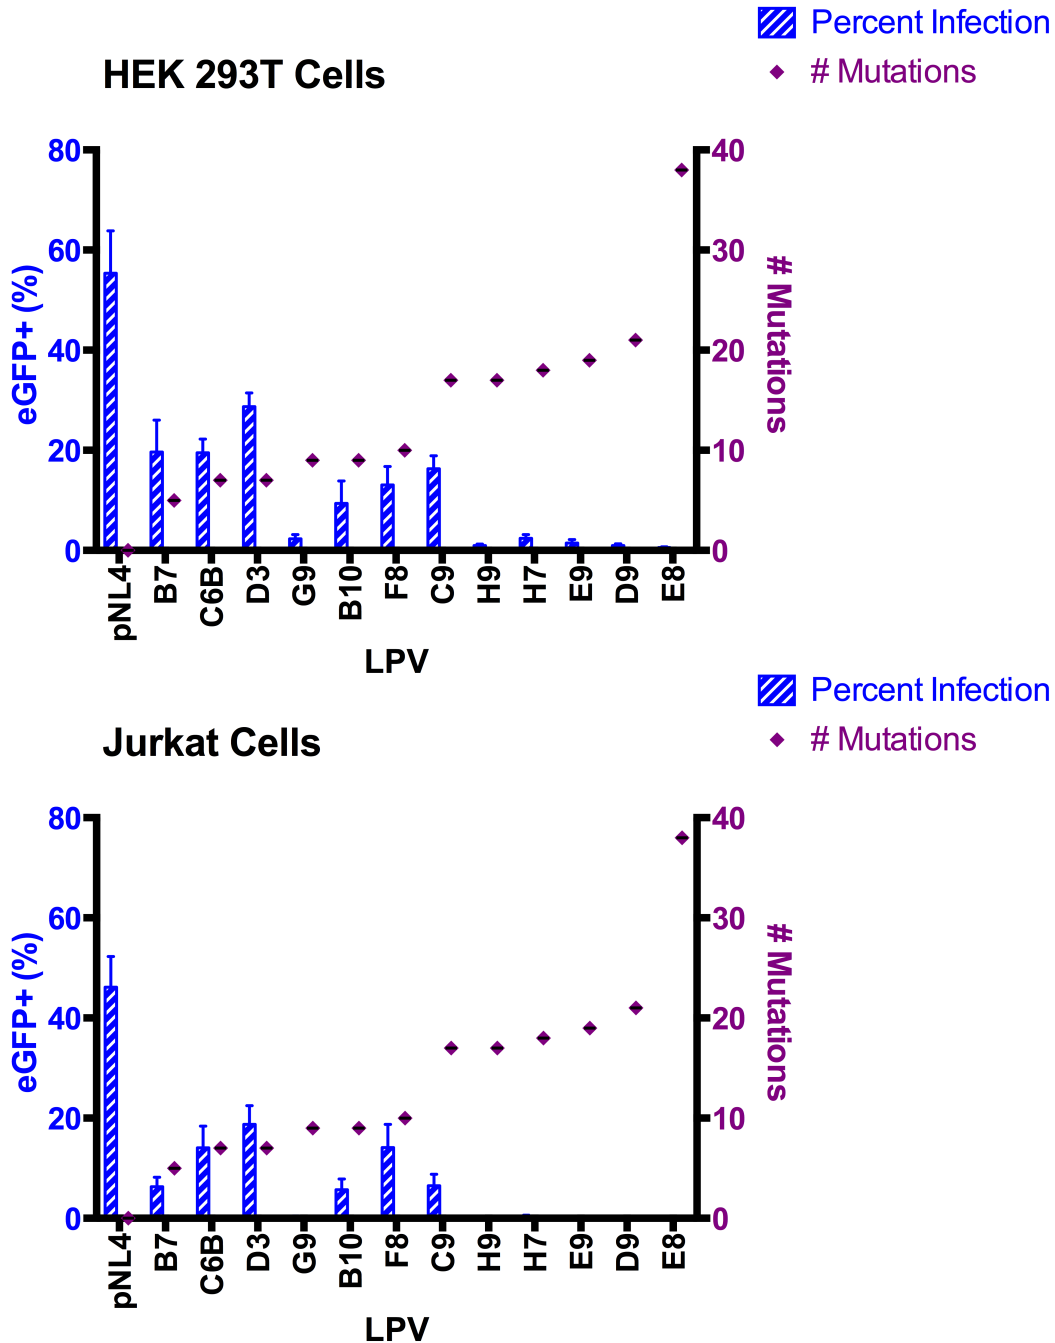 Percent Infection
# Mutations
HEK 293T Cells
80
60
40
20
0
eGFP+ (%)
40
30
20
10
0
# Mutations
pNL4
B7
C6B
D3
G9
B10
F8
C9
H9
H7
E9
D9
E8
LPV
Percent Infection
# Mutations
Jurkat Cells
80
60
40
20
0
eGFP+ (%)
40
30
20
10
0
# Mutations
pNL4
B7
C6B
D3
G9
B10
F8
C9
H9
H7
E9
D9
E8
LPV